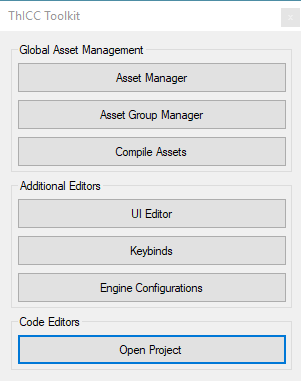 ThICC Toolkit
Global Asset Management
Asset Manager
Asset Group Manager
Compile Assets
Additional Editors
UI Editor
Keybinds
Engine Configurations
Code Editors
Open Project